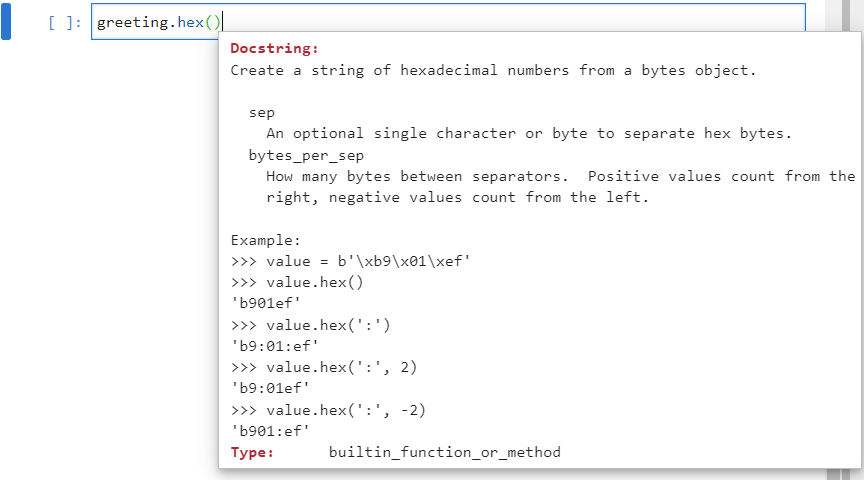 [ ]: greeting.hex()
Docstring:
Create a string of hexadecimal numbers from a bytes object.
sep
An optional single character or byte to separate hex bytes.
bytes_per_sep
How many bytes between separators.  Positive values count from the
right, negative values count from the left.
Example:
>>> value = b'\xb9\x01\xef'
>>> value.hex()
'b901ef'
>>> value.hex(':')
'b9:01:ef'
>>> value.hex(':', 2)
'b9:01ef'
>>> value.hex(':', -2)
'b901:ef'
Type:      builtin_function_or_method